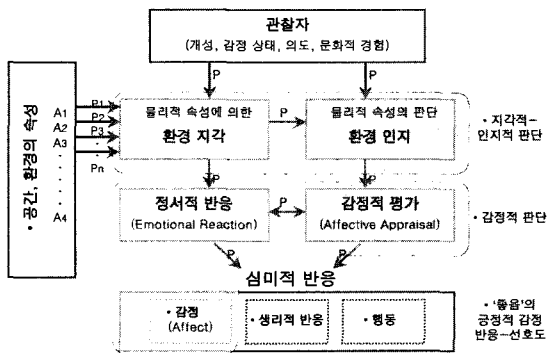 관찰자
(개성, 감정 상태, 의도, 문화적 경험)
P
P
• 공간, 환경의 속성
A1
A2
A3
A4
P1
P2
P3
Pn
물리적 속성에 의한
환경 지각
P
물리적 속성의 판단
환경 인지
• 지각적-
인지적 판단
P
P
정서적 반응
(Emotional Reaction)
P
감정적 평가
(Affective Appraisal)
• 감정적 판단
P
P
심미적 반응
• 감정
(Affect)
• 생리적 반응
• 행동
• '좋음'의
긍정적 감정
반응-선호도